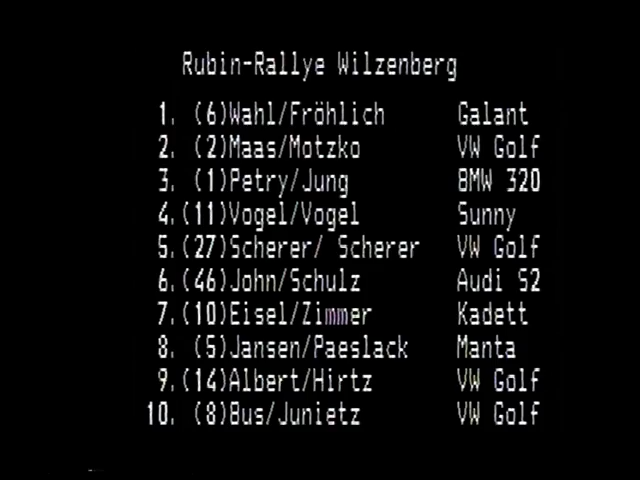 Rubin-Rallye Wilzenberg
1. (6)Wahl/Fröhlich Galant
2. (2)Maas/Motzko VW Golf
3. (1)Petry/Jung BMW 320
4.(11)Vogel/Vogel Sunny
5.(27)Scherer/ Scherer VW Golf
6.(46)John/Schulz Audi S2
7.(10)Eisel/Zimmer Kadett
8. (5)Jansen/Paeslack Manta
9.(14)Albert/Hirtz VW Golf
10. (8)Bus/Junietz VW Golf